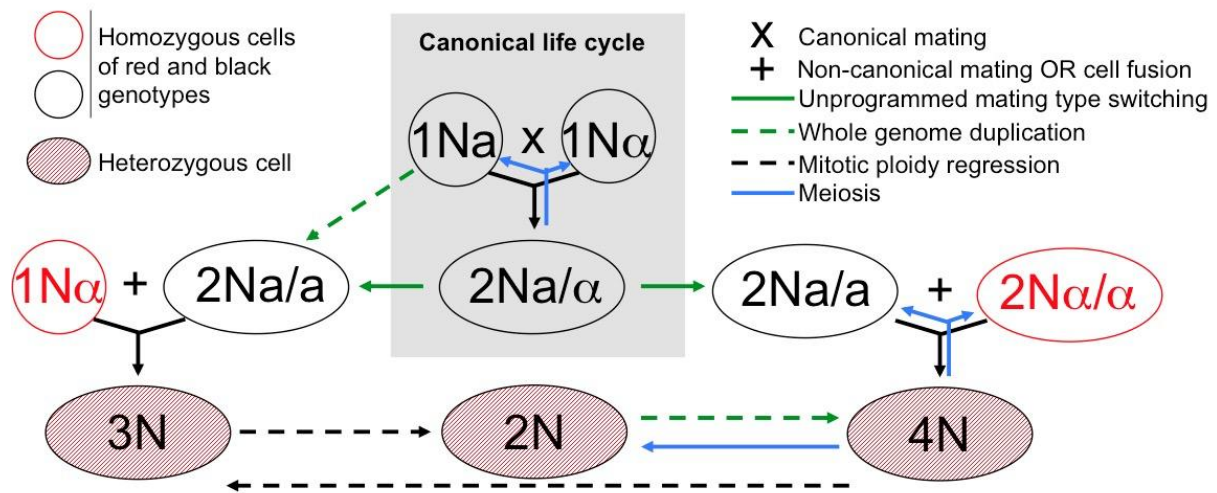 Homozygous cells
of red and black
genotypes
Heterozygous cell
Canonical life cycle
X Canonical mating
+ Non-canonical mating OR cell fusion
Unprogrammed mating type switching
Whole genome duplication
Mitotic ploidy regression
Meiosis
1Na x 1Nα
1Nα + 2Na/a
2Na/α
2Na/a + 2Nα/α
3N
2N
4N